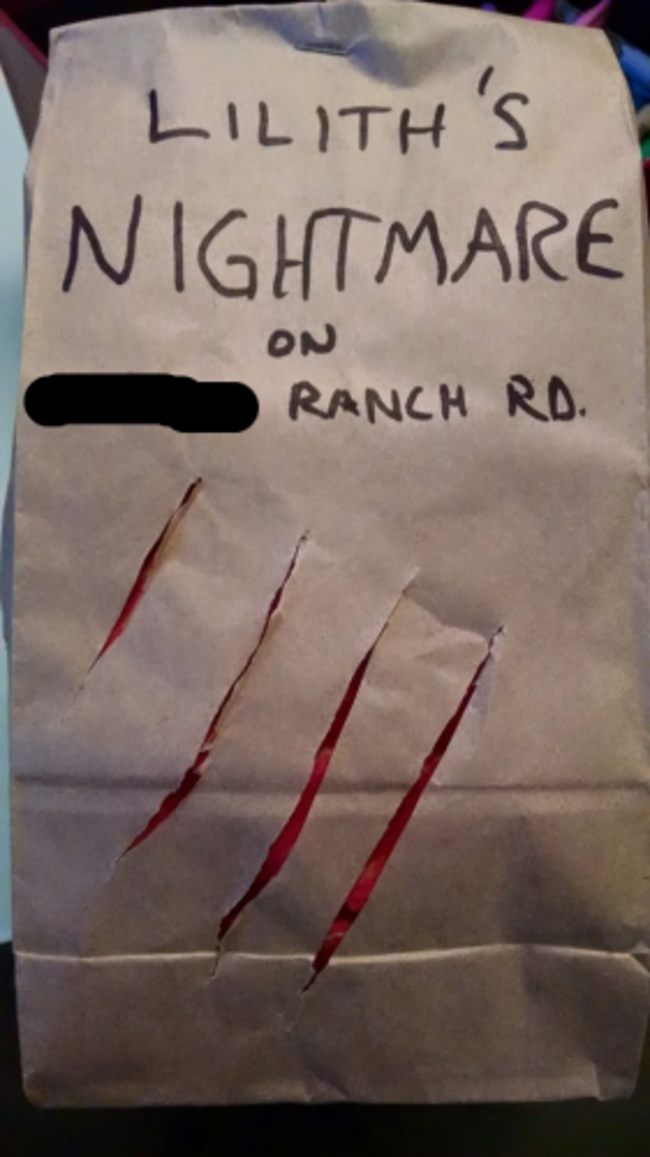 LILITH'S
NIGHTMARE
ON
RANCH RD.